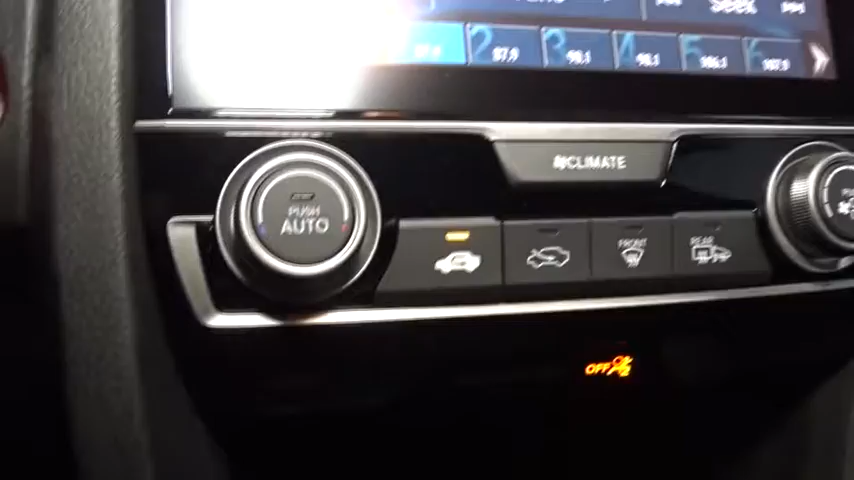 Seek
2 87.9
3 90.1
4 98.1
5 106.1
6 107.9
CLIMATE
PUSH
AUTO
FRONT
REAR
OFF